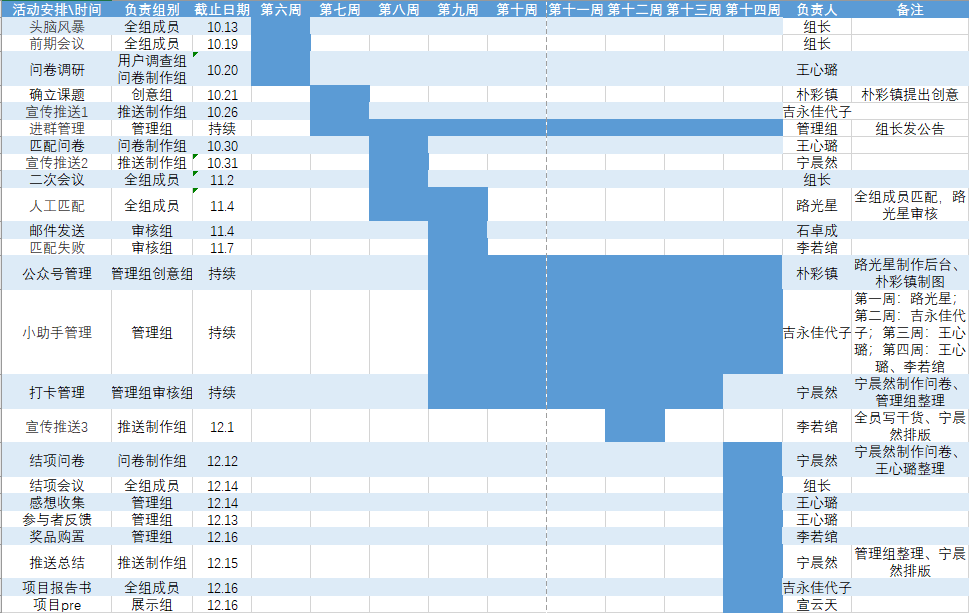 活动安排\时间 负责组别 截止日期 第六周 第七周 第八周 第九周 第十周 第十一周 第十二周 第十三周 第十四周 负责人 备注
头脑风暴 全组成员 10.13 组长
前期会议 全组成员 10.19 组长
问卷调研 用户调查组 10.20 王心璐
问卷制作组
确立课题 创意组 10.21 朴彩镇 朴彩镇提出创意
宣传推送1 推送制作组 10.26 吉永佳代子
进群管理 管理组 持续 管理组 组长发公告
匹配问卷 问卷制作组 10.30 王心璐
宣传推送2 推送制作组 10.31 宁晨然
二次会议 全组成员 11.2 组长
人工匹配 全组成员 11.4 路光星 全组成员匹配，路
光星审核
邮件发送 审核组 11.4 石卓成
匹配失败 审核组 11.7 李若绾
公众号管理 管理组创意组 持续 朴彩镇 路光星制作后台、
朴彩镇制图
小助手管理 管理组 持续 吉永佳代子 第一周：路光星；
第二周：吉永佳代
子；第三周：王心
璐；第四周：王心
璐、李若绾
打卡管理 管理组审核组 持续 宁晨然 宁晨然制作问卷、
管理组整理
宣传推送3 推送制作组 12.1 李若绾 全员写干货、宁晨
然排版
结项问卷 问卷制作组 12.12 宁晨然 宁晨然制作问卷、
王心璐整理
结项会议 全组成员 12.14 组长
感想收集 管理组 12.14 王心璐
参与者反馈 管理组 12.13 王心璐
奖品购置 管理组 12.16 李若绾
推送总结 推送制作组 12.15 宁晨然 管理组整理、宁晨
然排版
项目报告书 全组成员 12.16 吉永佳代子
项目pre 展示组 12.16 宣云天